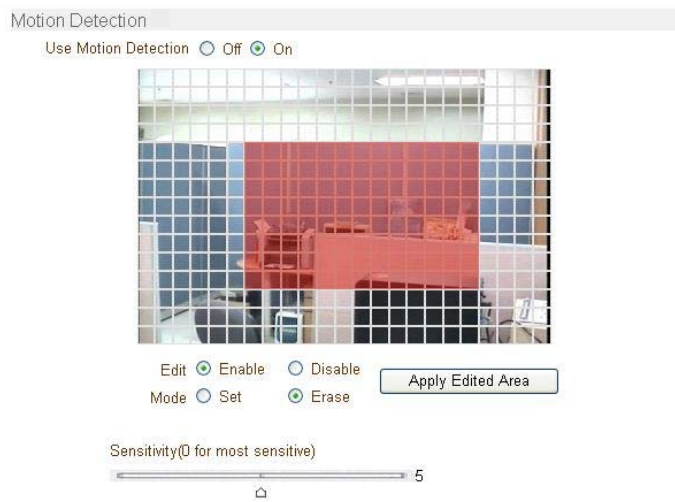 Motion Detection
Use Motion Detection Off On
Edit Enable Disable
Apply Edited Area
Mode Set Erase
Sensitivity(0 for most sensitive)
5